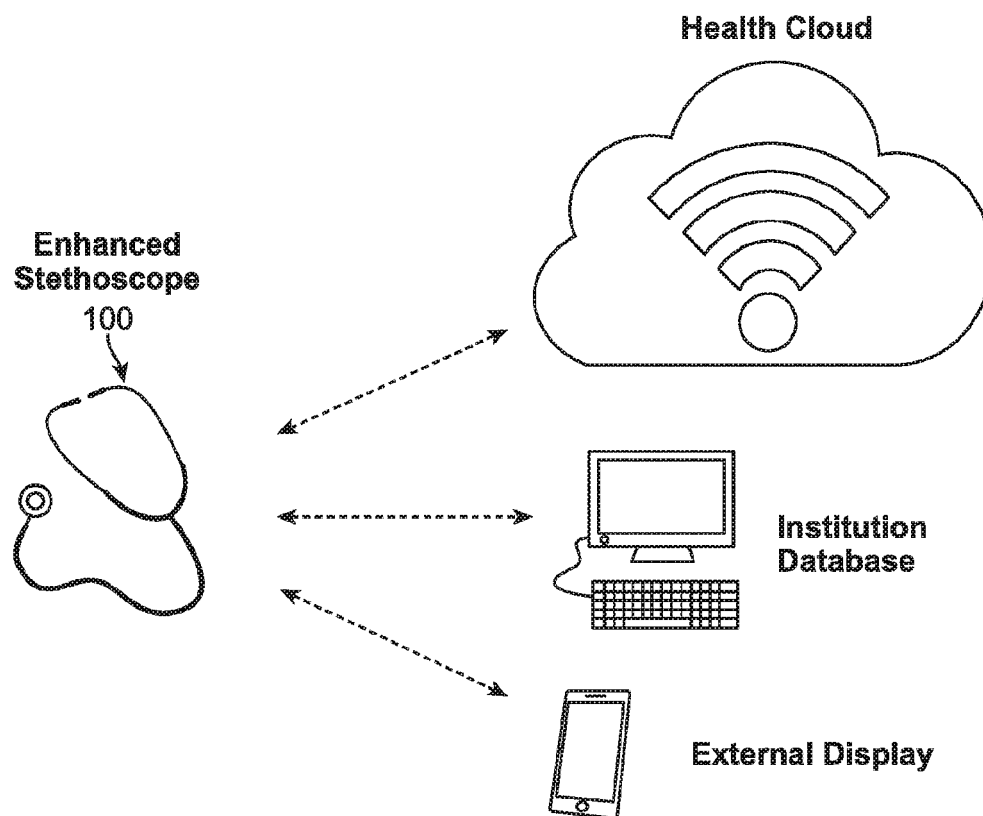 Health Cloud
Enhanced
Stethoscope
100
Institution
Database
External Display